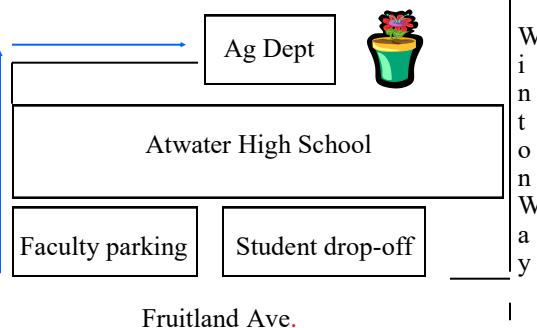 Ag Dept
Atwater High School
Faculty parking
Student drop-off
Fruitland Ave.
W
i
n
t
o
n
W
a
y